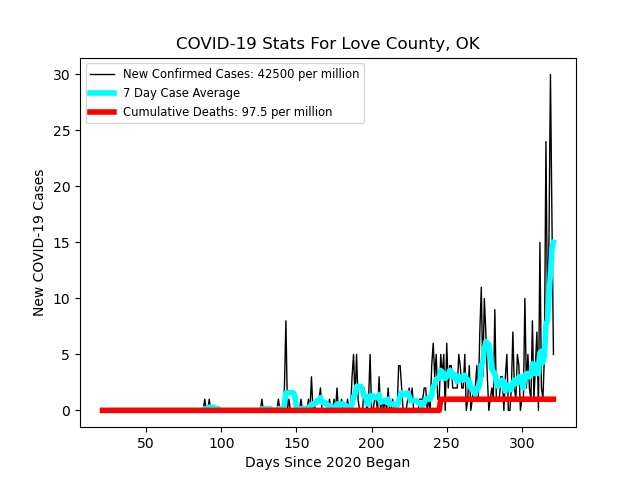 COVID-19 Stats For Love County, OK
New Confirmed Cases: 42500 per million
7 Day Case Average
Cumulative Deaths: 97.5 per million
New COVID-19 Cases
30
25
20
15
10
5
0
50 100 150 200 250 300
Days Since 2020 Began